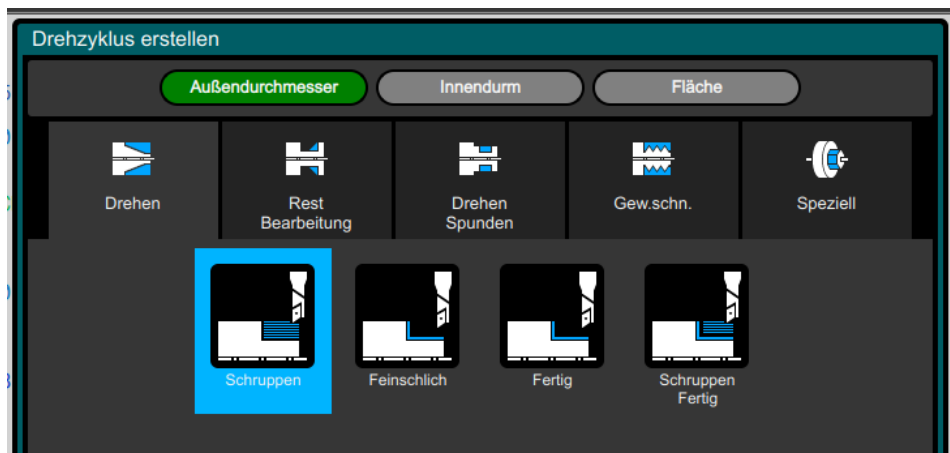 Drehzyklus erstellen
Außendurchmesser
Innendurm
Fläche
Drehen
Rest
Bearbeitung
Drehen
Spunden
Gew.schn.
Speziell
Schruppen
Feinschlich
Fertig
Schruppen
Fertig